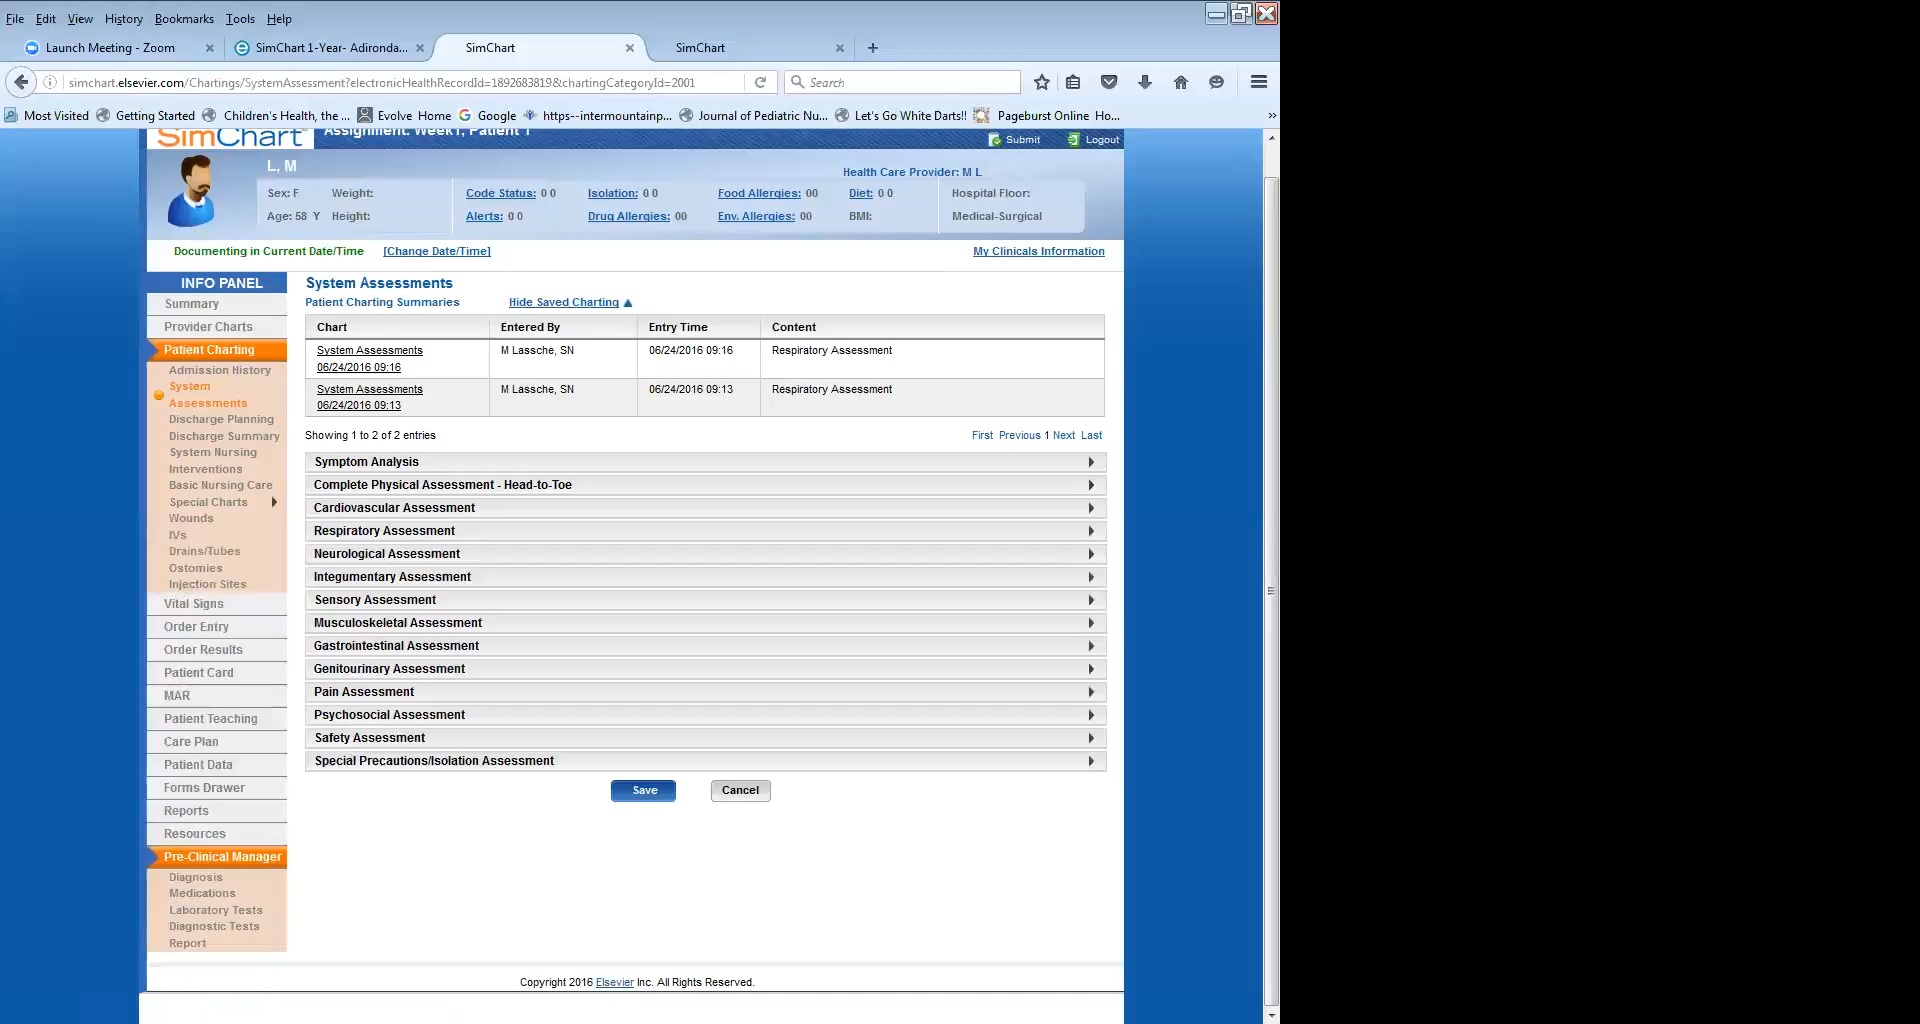 File Edit View History Bookmarks Tools Help
Launch Meeting - Zoom × SimChart 1-Year- Adironda... × SimChart × SimChart × +
simchart.elsevier.com/Chartings/SystemAssessment?electronicHealthRecordId=1892683819&chartingCategoryId=2001 Search
Most Visited Getting Started Children's Health, the ... Evolve Home Google https--intermountainp... Journal of Pediatric Nu... Let's Go White Darts!! Pageburst Online Ho... »
SimChart Assignment: Week1, Patient 1 Submit Logout
L, M
Health Care Provider: M L
Sex: F Weight: Code Status: 0 0 Isolation: 0 0 Food Allergies: 00 Diet: 0 0 Hospital Floor:
Age: 58 Y Height: Alerts: 0 0 Drug Allergies: 00 Env. Allergies: 00 BMI: Medical-Surgical
Documenting in Current Date/Time [Change Date/Time] My Clinicals Information
INFO PANEL
Summary
Provider Charts
Patient Charting
Admission History
System
Assessments
Discharge Planning
Discharge Summary
System Nursing
Interventions
Basic Nursing Care
Special Charts
Wounds
IVs
Drains/Tubes
Ostomies
Injection Sites
Vital Signs
Order Entry
Order Results
Patient Card
MAR
Patient Teaching
Care Plan
Patient Data
Forms Drawer
Reports
Resources
Pre-Clinical Manager
Diagnosis
Medications
Laboratory Tests
Diagnostic Tests
Report
System Assessments
Patient Charting Summaries Hide Saved Charting
Chart Entered By Entry Time Content
System Assessments M Lassche, SN 06/24/2016 09:16 Respiratory Assessment
06/24/2016 09:16
System Assessments M Lassche, SN 06/24/2016 09:13 Respiratory Assessment
06/24/2016 09:13
Showing 1 to 2 of 2 entries First Previous 1 Next Last
Symptom Analysis
Complete Physical Assessment - Head-to-Toe
Cardiovascular Assessment
Respiratory Assessment
Neurological Assessment
Integumentary Assessment
Sensory Assessment
Musculoskeletal Assessment
Gastrointestinal Assessment
Genitourinary Assessment
Pain Assessment
Psychosocial Assessment
Safety Assessment
Special Precautions/Isolation Assessment
Save Cancel
Copyright 2016 Elsevier Inc. All Rights Reserved.